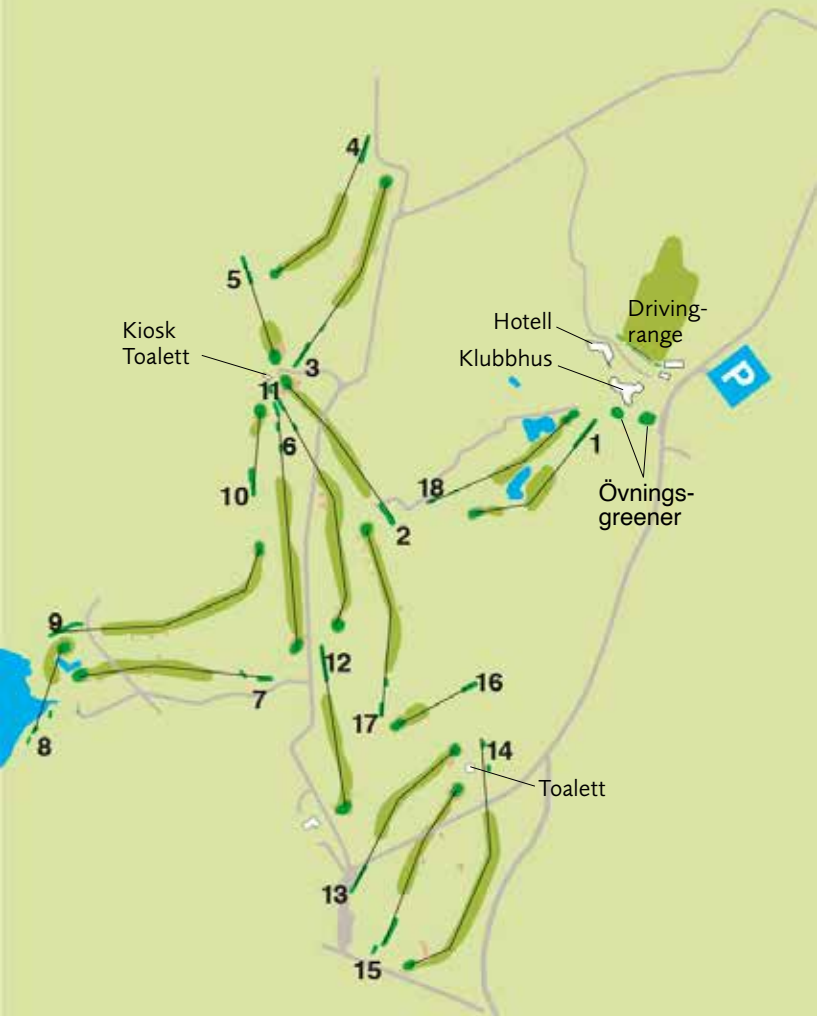 4
5
Kiosk
Toalett
3
11
6
10
2
Hotell
Klubbhus
Driving-
range
P
1
18
Övnings-
greener
9
7
8
12
16
17
14
Toalett
13
15